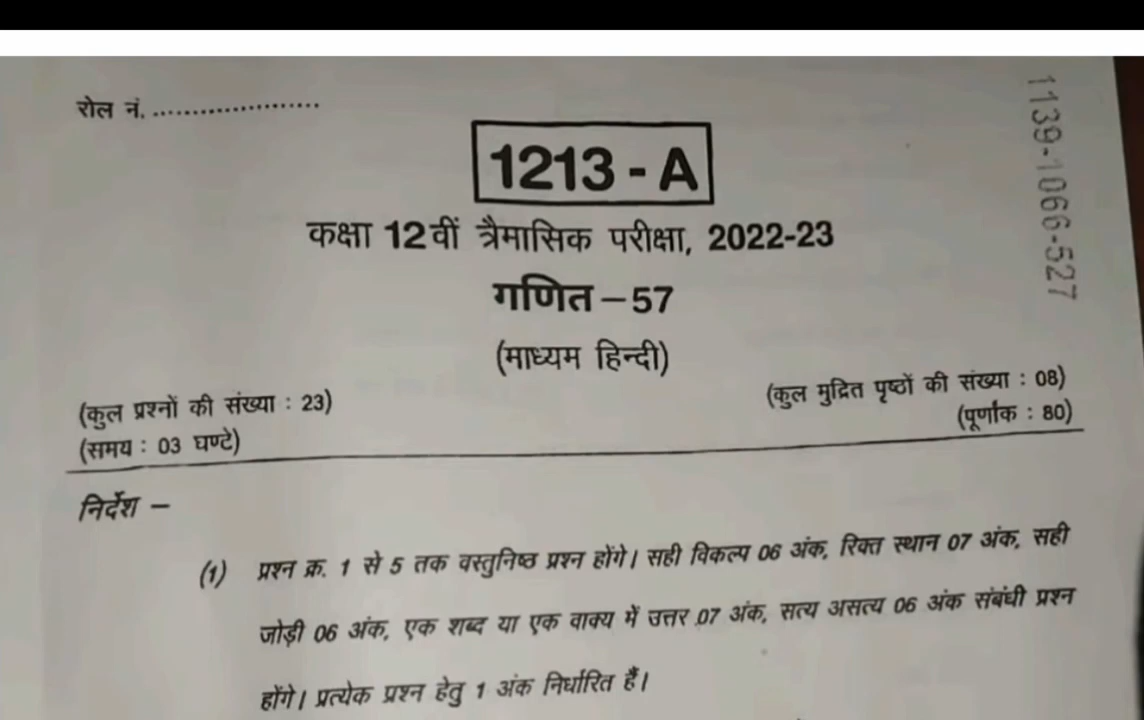 रोल नं. ......................
1139-1066-527
1213 - A
कक्षा 12वीं त्रैमासिक परीक्षा, 2022-23
गणित – 57
(माध्यम हिन्दी)
(कुल प्रश्नों की संख्या : 23)
(कुल मुद्रित पृष्ठों की संख्या : 08)
(समय : 03 घण्टे)
(पूर्णांक : 80)
निर्देश –
(1) प्रश्न क्र. 1 से 5 तक वस्तुनिष्ठ प्रश्न होंगे। सही विकल्प 06 अंक, रिक्त स्थान 07 अंक, सही
जोड़ी 06 अंक, एक शब्द या एक वाक्य में उत्तर 07 अंक, सत्य असत्य 06 अंक संबंधी प्रश्न
होंगे। प्रत्येक प्रश्न हेतु 1 अंक निर्धारित हैं।